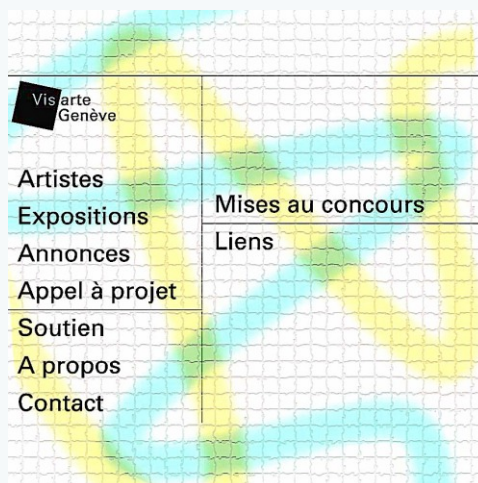 Visarte
Genève
Artistes
Expositions
Annonces
Appel à projet
Soutien
A propos
Contact
Mises au concours
Liens